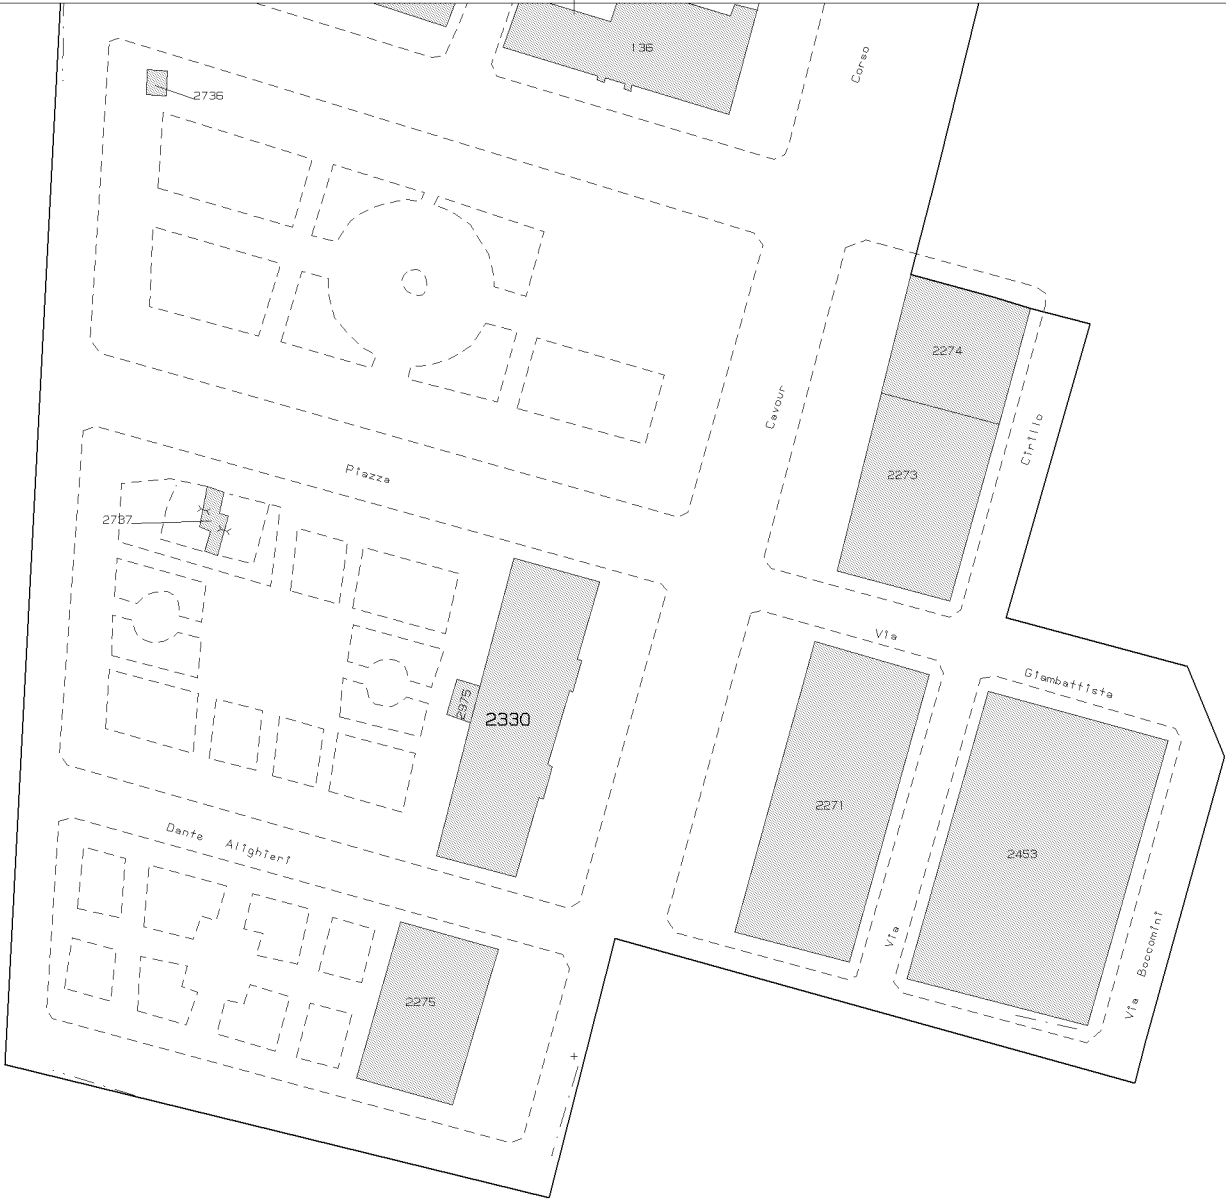 136
Corso
2736
2274
Cavour
Cirillo
Piazza
2273
2737
Via
Giambattista
2975
2330
2271
Dante Alighieri
2453
Via
Via Boccomini
2275